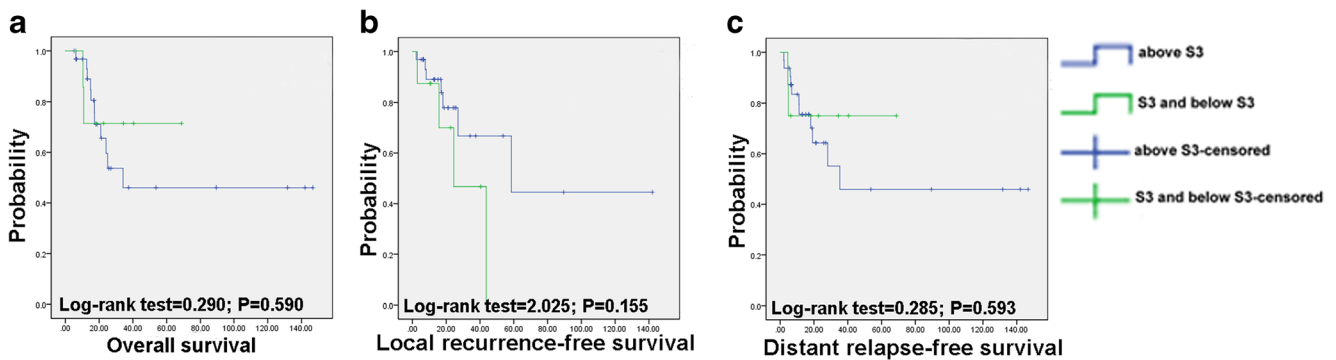 a
1.0
0.8
0.6
0.4
0.2
0.0
Probability
Log-rank test=0.290; P=0.590
.00 20.00 40.00 60.00 80.00 100.00 120.00 140.00
Overall survival
b
1.0
0.8
0.6
0.4
0.2
0.0
Probability
Log-rank test=2.025; P=0.155
.00 20.00 40.00 60.00 80.00 100.00 120.00 140.00
Local recurrence-free survival
c
1.0
0.8
0.6
0.4
0.2
0.0
Probability
Log-rank test=0.285; P=0.593
.00 20.00 40.00 60.00 80.00 100.00 120.00 140.00
Distant relapse-free survival
above S3
S3 and below S3
above S3-censored
S3 and below S3-censored